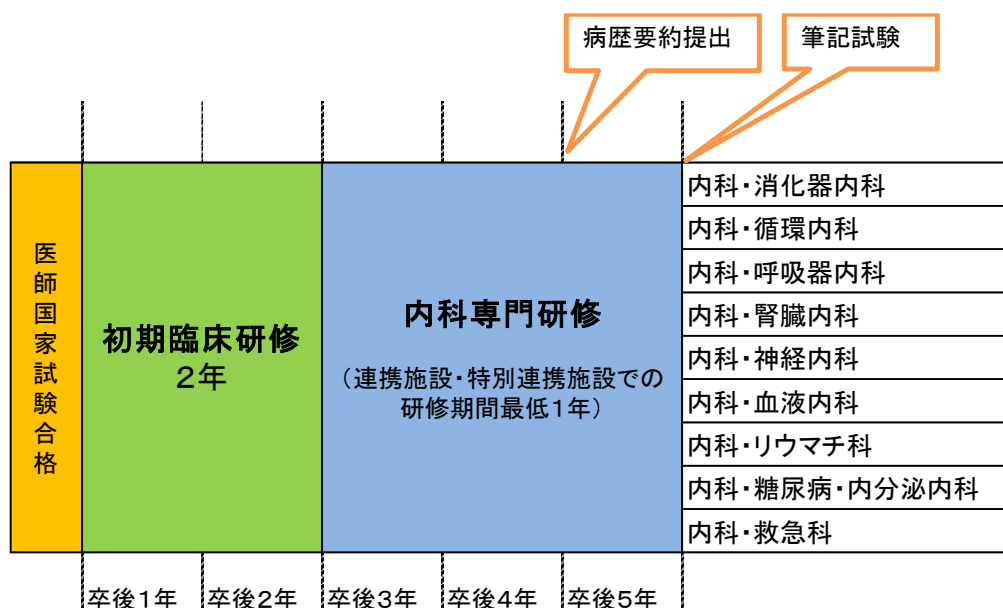 病歴要約提出
筆記試験
医師国家試験合格
初期臨床研修
2年
内科専門研修
（連携施設・特別連携施設での
研修期間最低1年）
内科・消化器内科
内科・循環内科
内科・呼吸器内科
内科・腎臓内科
内科・神経内科
内科・血液内科
内科・リウマチ科
内科・糖尿病・内分泌内科
内科・救急科
卒後1年
卒後2年
卒後3年
卒後4年
卒後5年